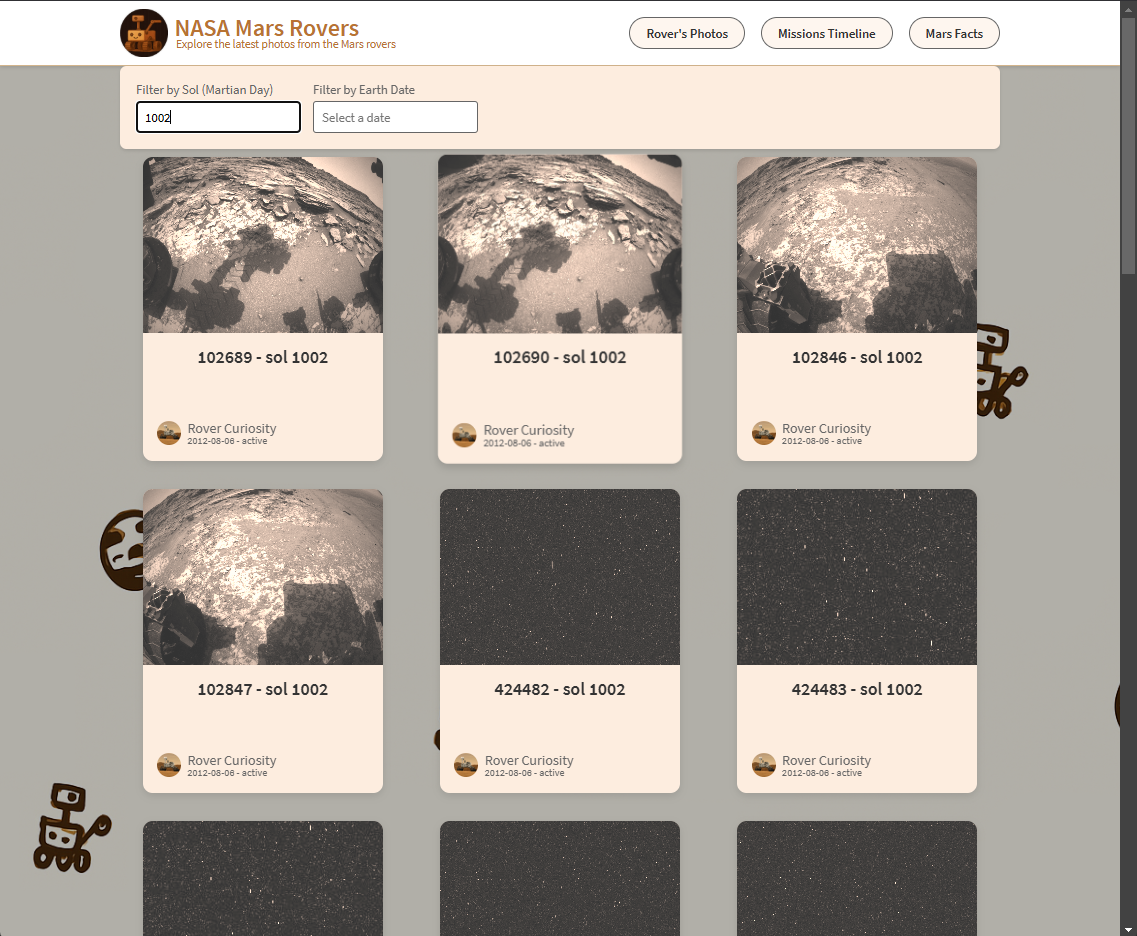 NASA Mars Rovers
Explore the latest photos from the Mars rovers
Rover's Photos
Missions Timeline
Mars Facts
Filter by Sol (Martian Day)
Filter by Earth Date
1002
Select a date
102689 - sol 1002
Rover Curiosity
2012-08-06 - active
102690 - sol 1002
Rover Curiosity
2012-08-06 - active
102846 - sol 1002
Rover Curiosity
2012-08-06 - active
102847 - sol 1002
Rover Curiosity
2012-08-06 - active
424482 - sol 1002
Rover Curiosity
2012-08-06 - active
424483 - sol 1002
Rover Curiosity
2012-08-06 - active